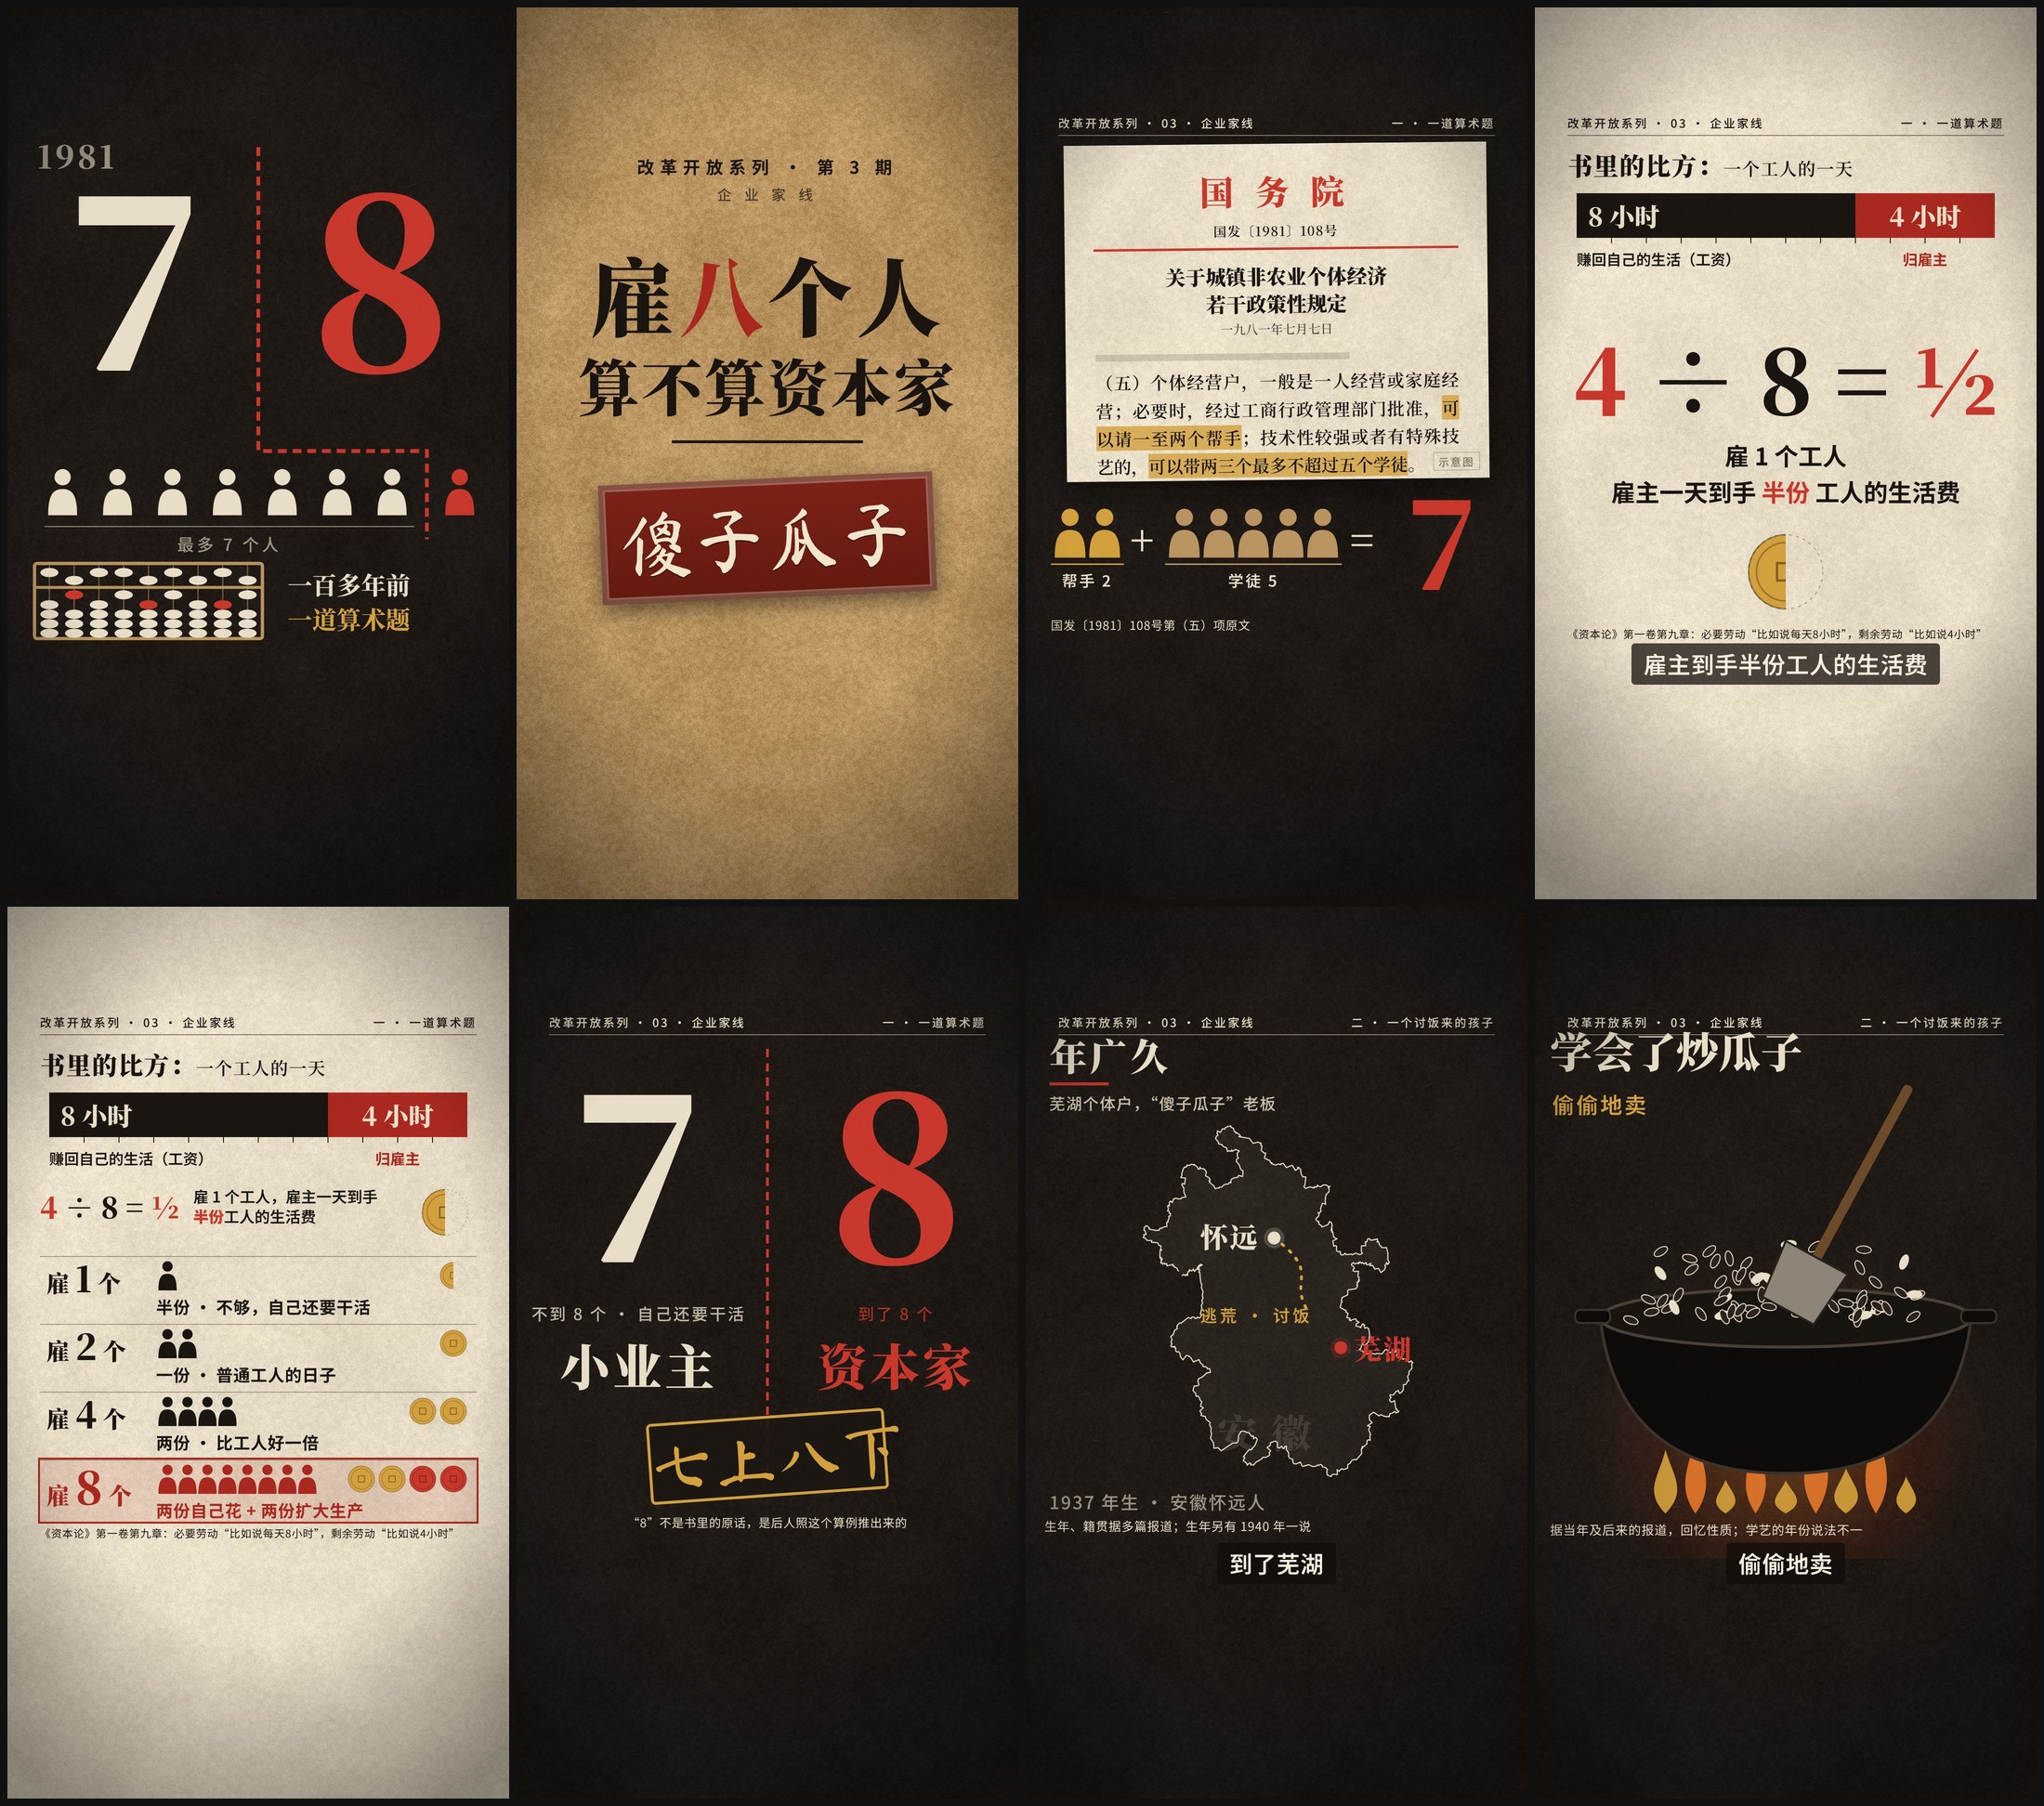 1981
7
8
最多 7 个人
一百多年前
一道算术题
改革开放系列 · 第 3 期
企业家线
雇八个人
算不算资本家
傻子瓜子
改革开放系列 · 03 · 企业家线
一 · 一道算术题
国务院
国发〔1981〕108号
关于城镇非农业个体经济
若干政策性规定
一九八一年七月七日
（五）个体经营户，一般是一人经营或家庭经
营；必要时，经过工商行政管理部门批准，可
以请一至两个帮手；技术性较强或者有特殊技
艺的，可以带两三个最多不超过五个学徒。
示意图
+
=
7
帮手 2
学徒 5
国发〔1981〕108号第（五）项原文
改革开放系列 · 03 · 企业家线
一 · 一道算术题
书里的比方：一个工人的一天
8 小时
4 小时
赚回自己的生活（工资）
归雇主
4 ÷ 8 = ½
雇 1 个工人
雇主一天到手 半份 工人的生活费
《资本论》第一卷第九章：必要劳动“比如说每天8小时”，剩余劳动“比如说4小时”
雇主到手半份工人的生活费
改革开放系列 · 03 · 企业家线
一 · 一道算术题
书里的比方：一个工人的一天
8 小时
4 小时
赚回自己的生活（工资）
归雇主
4 ÷ 8 = ½
雇 1 个工人，雇主一天到手
半份工人的生活费
雇 1 个
半份 · 不够，自己还要干活
雇 2 个
一份 · 普通工人的日子
雇 4 个
两份 · 比工人好一倍
雇 8 个
两份自己花 + 两份扩大生产
《资本论》第一卷第九章：必要劳动“比如说每天8小时”，剩余劳动“比如说4小时”
改革开放系列 · 03 · 企业家线
一 · 一道算术题
7
8
不到 8 个 · 自己还要干活
到了 8 个
小业主
资本家
七上八下
“8”不是书里的原话，是后人照这个算例推出来的
改革开放系列 · 03 · 企业家线
二 · 一个讨饭来的孩子
年广久
芜湖个体户，“傻子瓜子”老板
怀远
逃荒 · 讨饭
芜湖
安徽
1937 年生 · 安徽怀远人
生年、籍贯据多篇报道；生年另有 1940 年一说
到了芜湖
改革开放系列 · 03 · 企业家线
二 · 一个讨饭来的孩子
学会了炒瓜子
偷偷地卖
据当年及后来的报道，回忆性质；学艺的年份说法不一
偷偷地卖